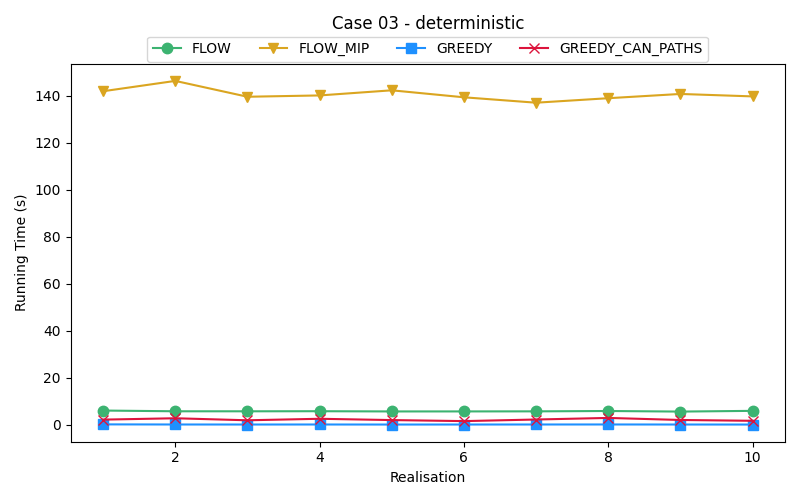 Case 03 - deterministic
FLOW FLOW_MIP GREEDY GREEDY_CAN_PATHS
140
120
100
80
60
40
20
0
Running Time (s)
2 4 6 8 10
Realisation